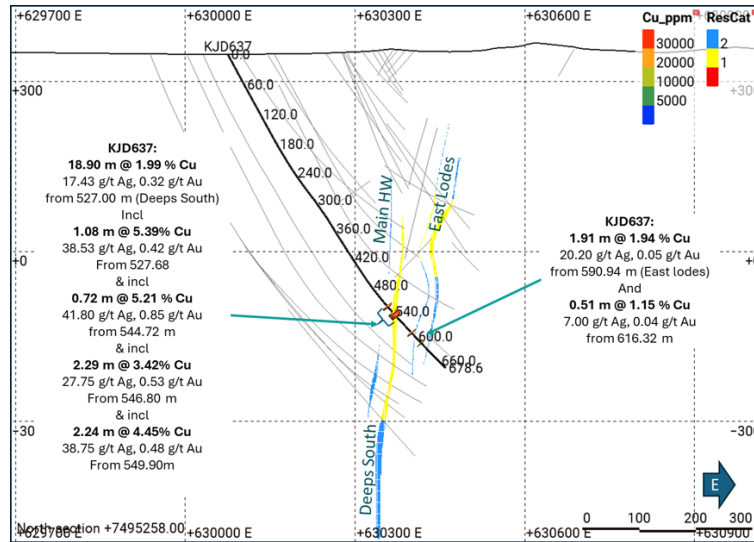 +629700 +630000 +630300 +630600
Cu_ppm ResCat
30000 2
20000 1
10000
5000
KJD637
0.0
60.0
120.0
180.0
240.0
300.0
360.0
420.0
480.0
540.0
600.0
660.0
678.6
+300
+0
+30
-300
Main HW
East Lodes
Deeps South
KJD637:
18.90 m @ 1.99 % Cu
17.43 g/t Ag, 0.32 g/t Au
from 527.00 m (Deeps South)
Incl
1.08 m @ 5.39% Cu
38.53 g/t Ag, 0.42 g/t Au
From 527.68
& incl
0.72 m @ 5.21 % Cu
41.80 g/t Ag, 0.85 g/t Au
from 544.72 m
& incl
2.29 m @ 3.42% Cu
27.75 g/t Ag, 0.53 g/t Au
from 546.80 m
& incl
2.24 m @ 4.45% Cu
38.75 g/t Ag, 0.48 g/t Au
From 549.90m
KJD637:
1.91 m @ 1.94 % Cu
20.20 g/t Ag, 0.05 g/t Au
from 590.94 m (East lodes)
And
0.51 m @ 1.15 % Cu
7.00 g/t Ag, 0.04 g/t Au
from 616.32 m
E
0 100 200 300
North section +7495258.00
+629700 +630000 +630300 +630600 +630900